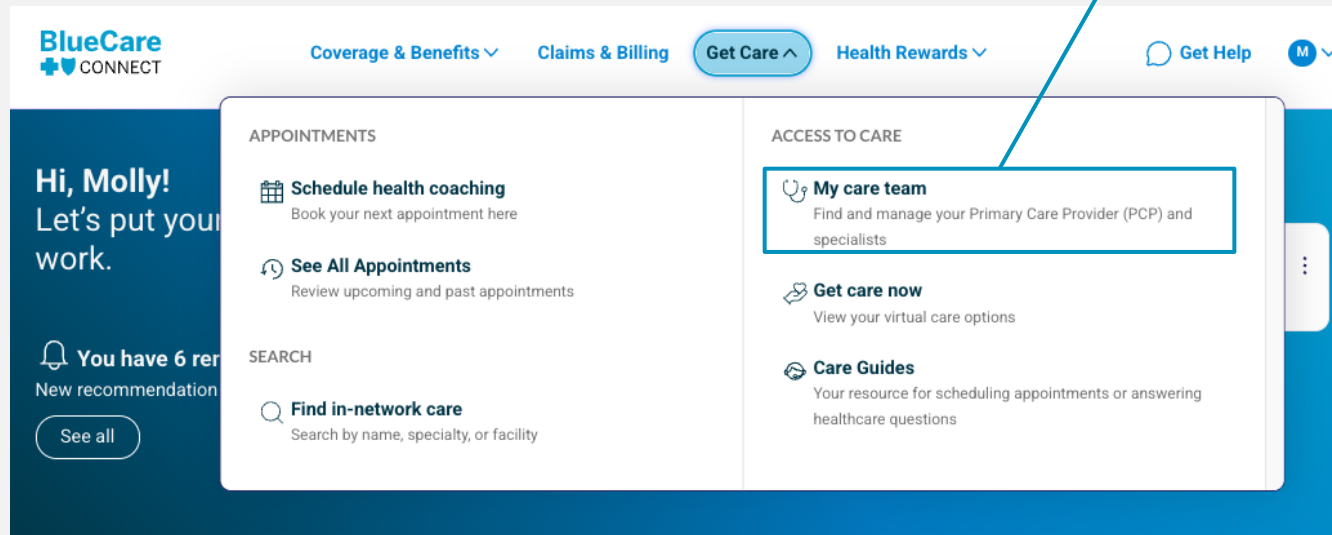 BlueCare
CONNECT
Coverage & Benefits
Claims & Billing
Get Care
Health Rewards
Get Help
M
Hi, Molly!
Let's put your
work.
You have 6
New recommendation
See all
APPOINTMENTS
Schedule health coaching
Book your next appointment here
See All Appointments
Review upcoming and past appointments
SEARCH
Find in-network care
Search by name, specialty, or facility
ACCESS TO CARE
My care team
Find and manage your Primary Care Provider (PCP) and
specialists
Get care now
View your virtual care options
Care Guides
Your resource for scheduling appointments or answering
healthcare questions